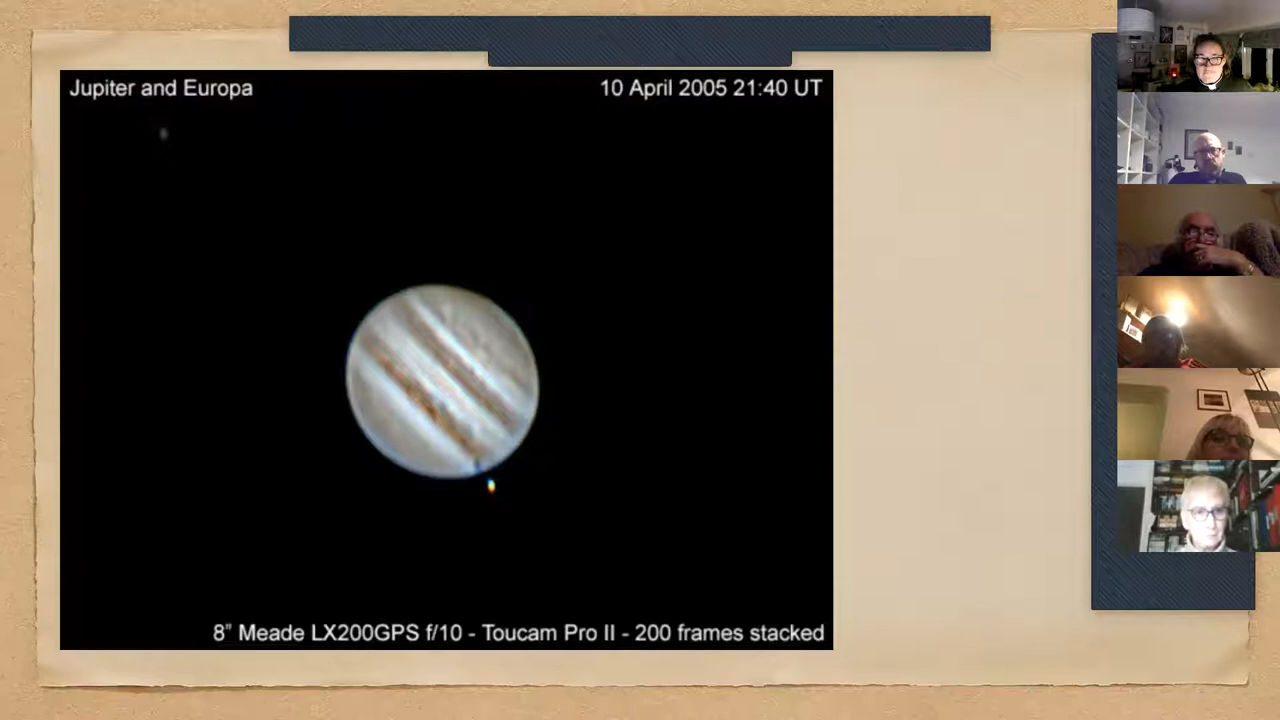 Jupiter and Europa
10 April 2005 21:40 UT
8" Meade LX200GPS f/10 - Toucam Pro II - 200 frames stacked